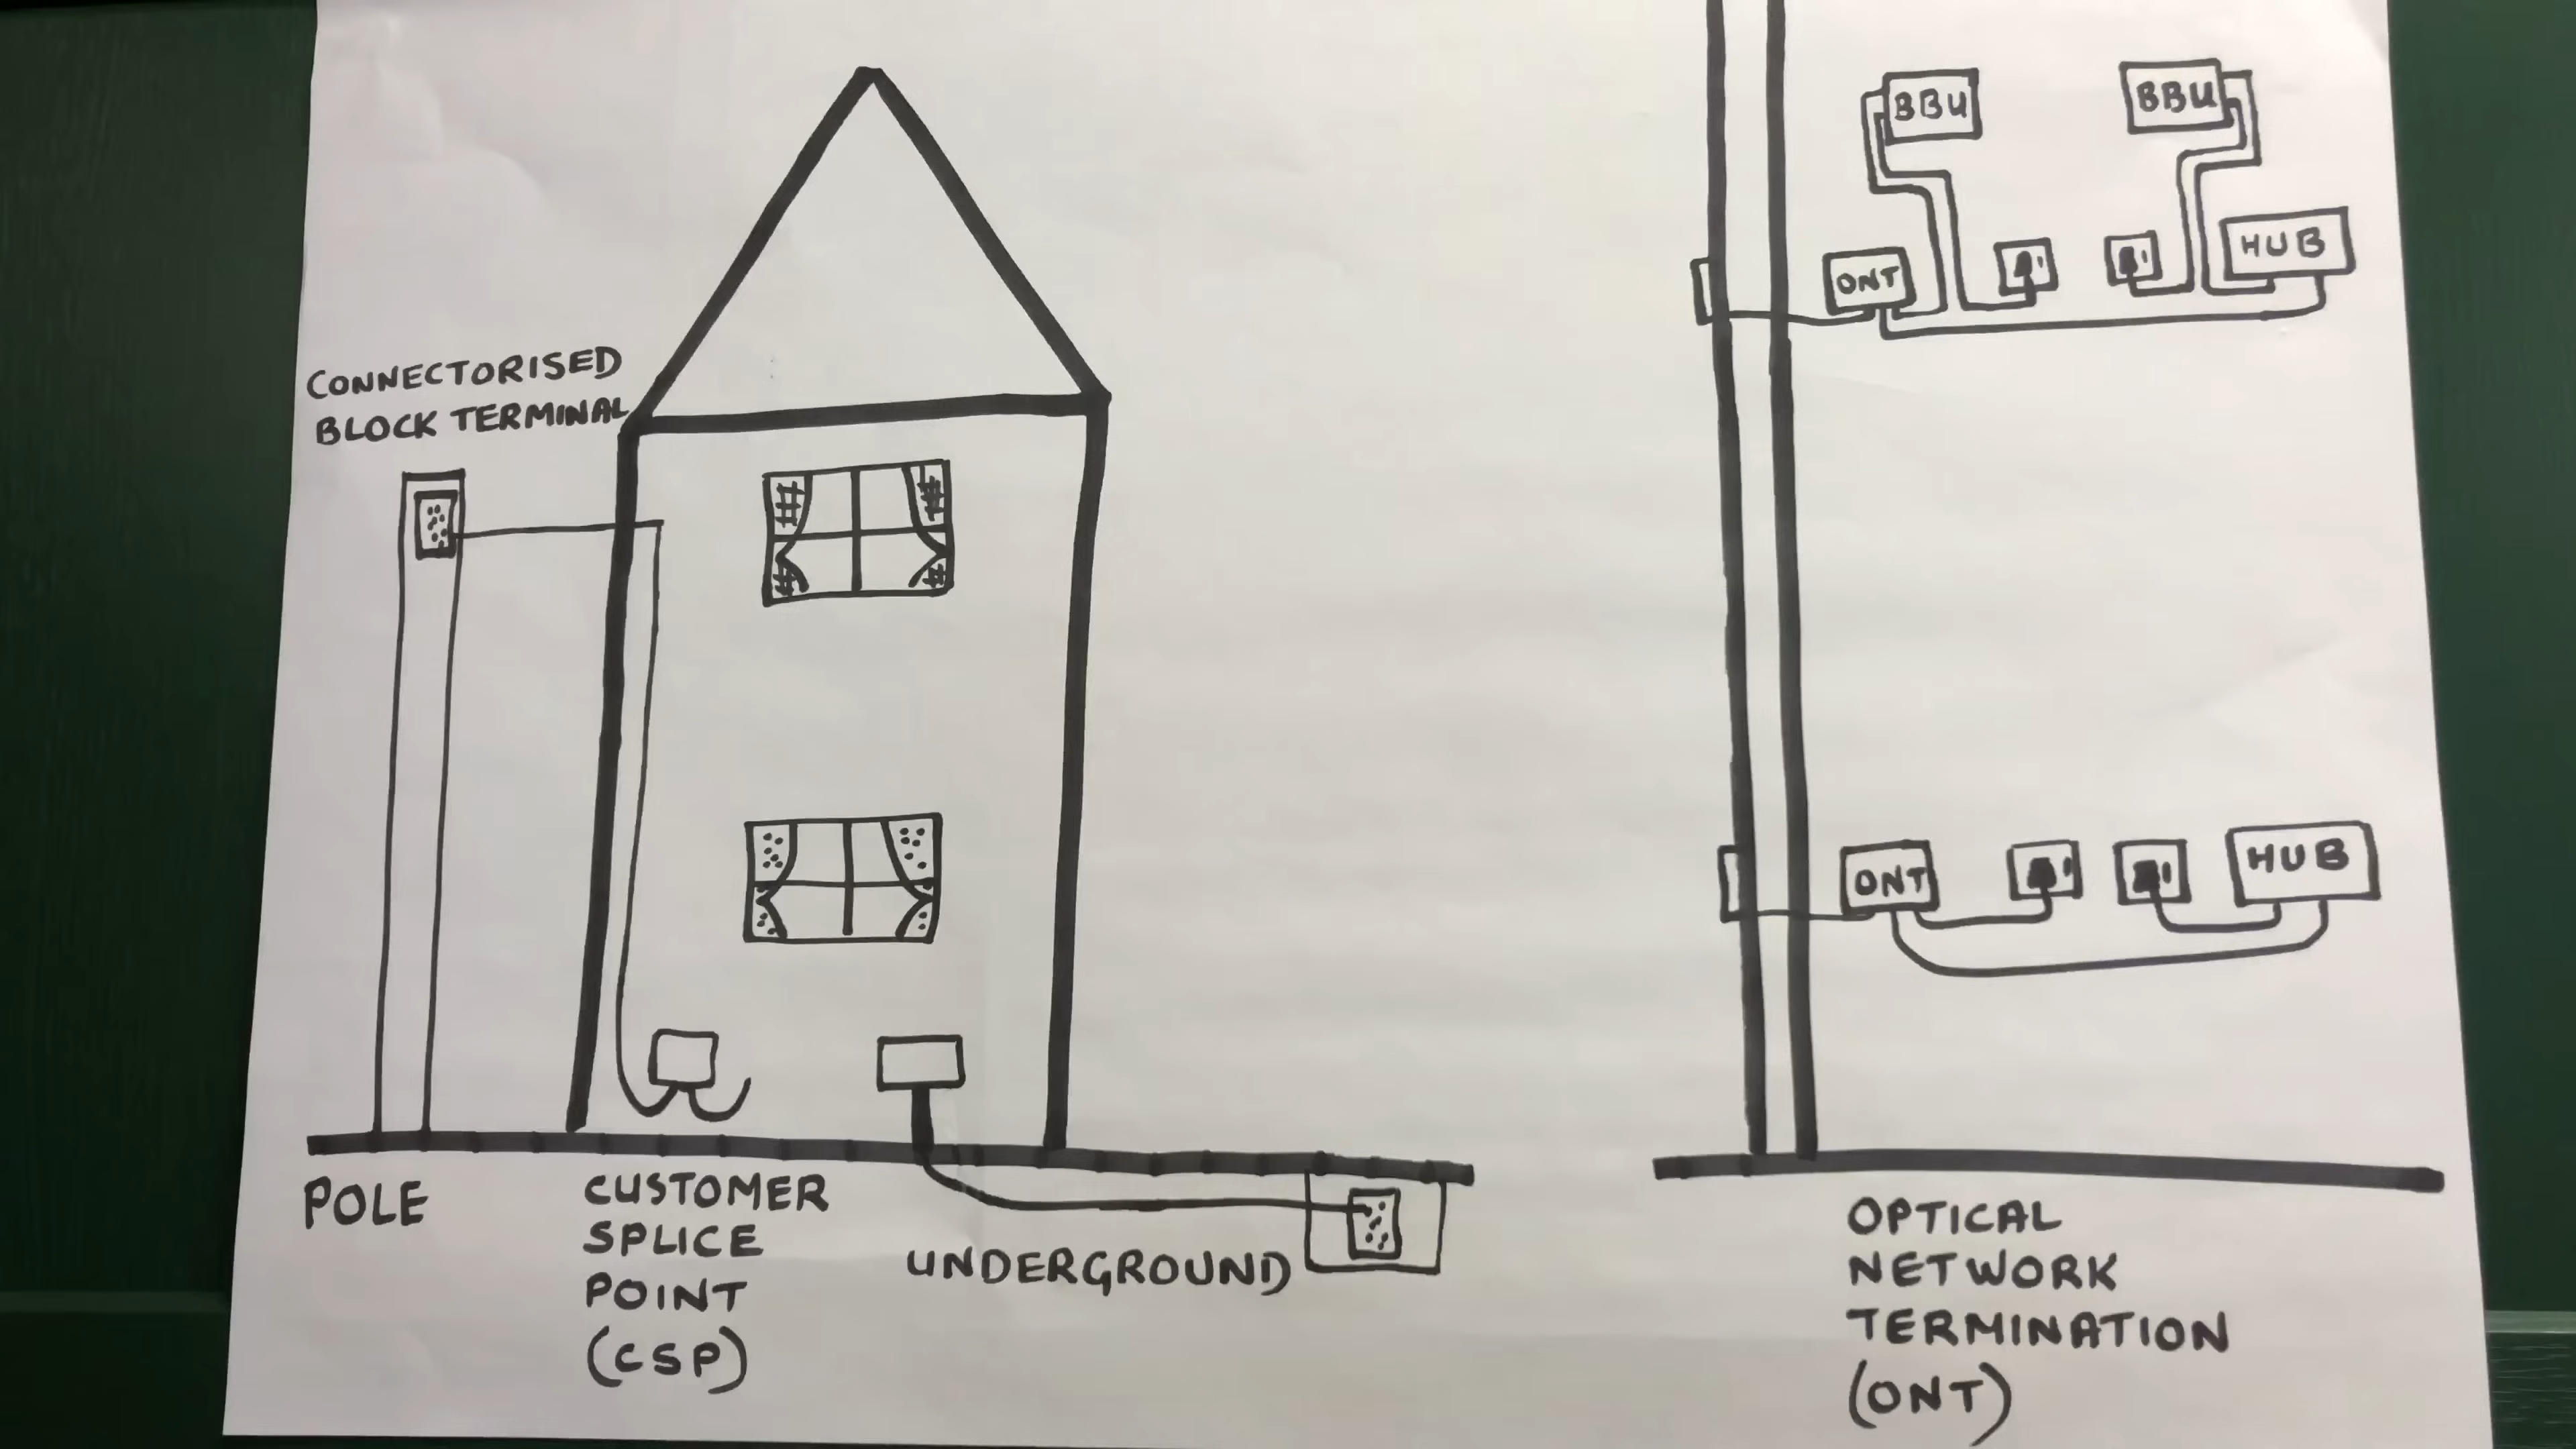 CONNECTORISED
BLOCK TERMINAL
POLE
CUSTOMER
SPLICE
POINT
(CSP)
UNDERGROUND
BBU
BBU
ONT
HUB
ONT
HUB
OPTICAL
NETWORK
TERMINATION
(ONT)